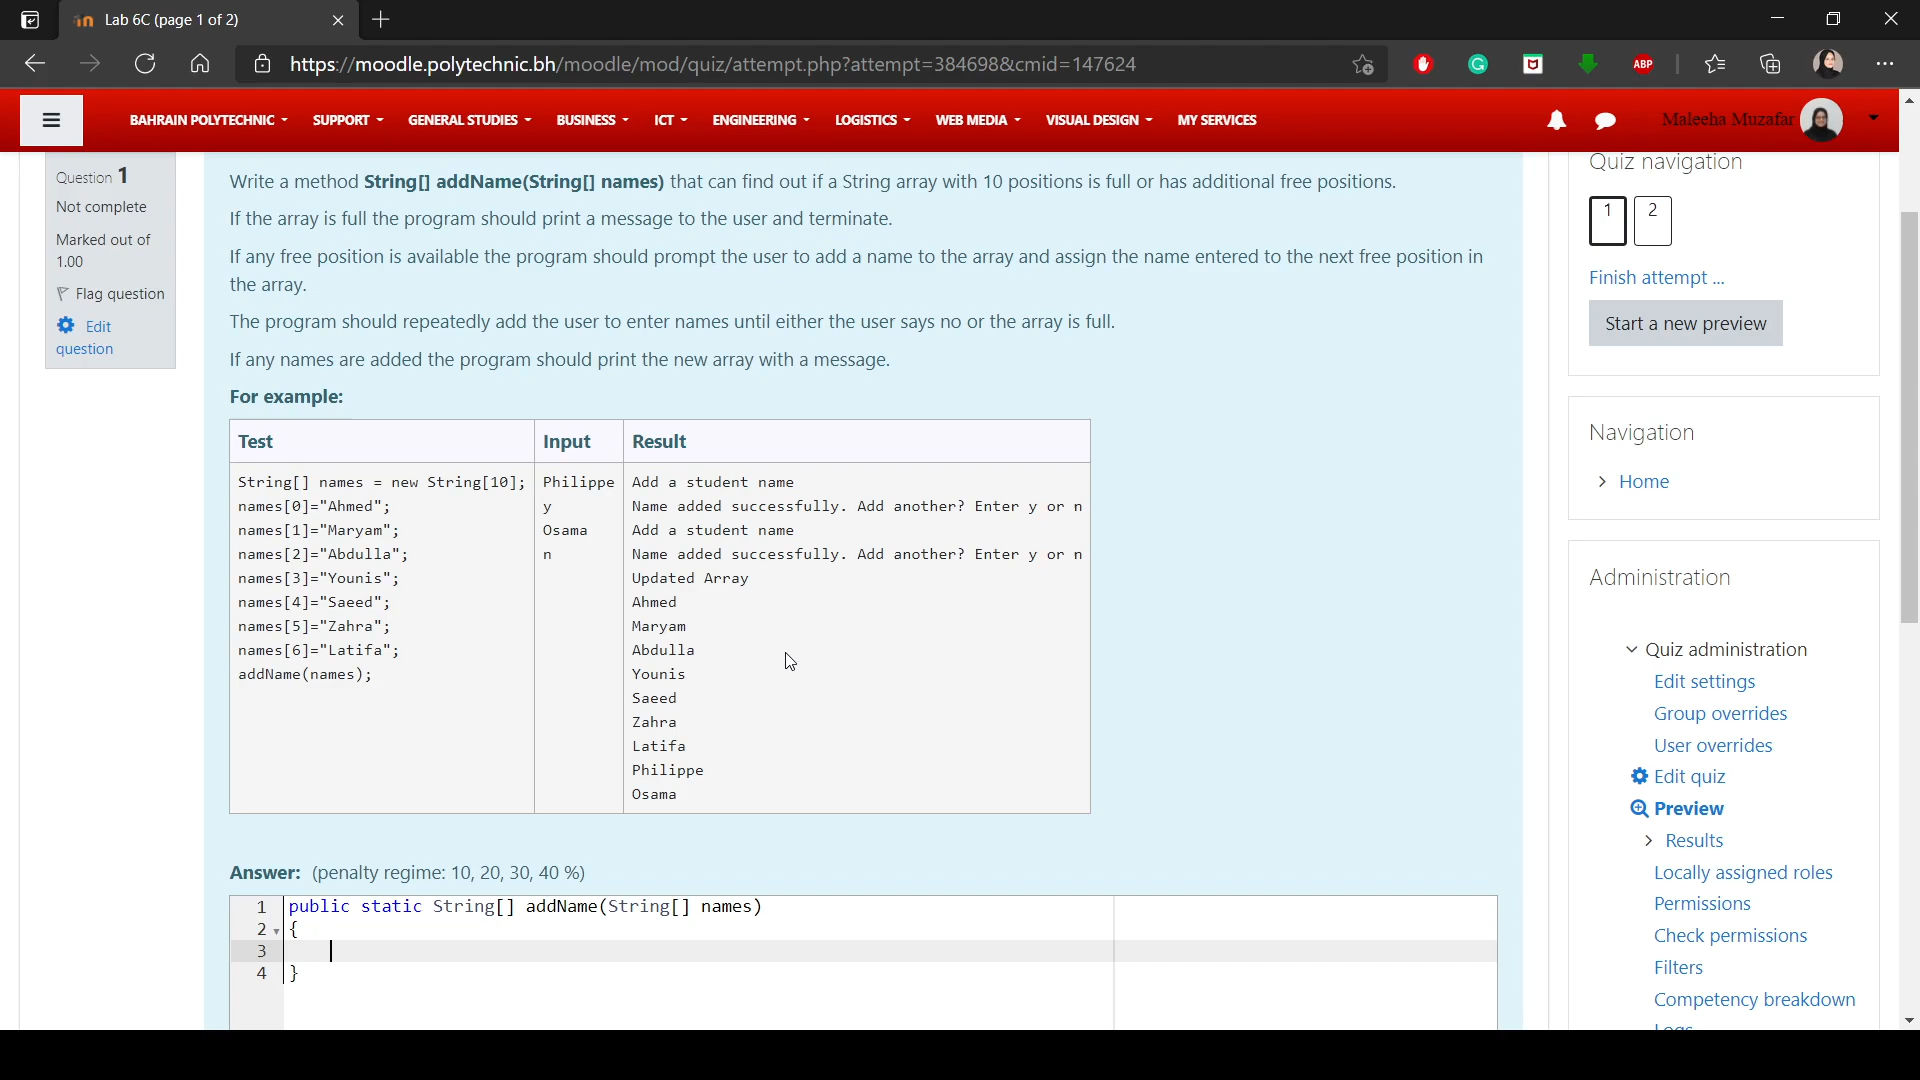 Lab 6C (page 1 of 2)
https://moodle.polytechnic.bh/moodle/mod/quiz/attempt.php?attempt=384698&cmid=147624
ABP
BAHRAIN POLYTECHNIC SUPPORT GENERAL STUDIES BUSINESS ICT ENGINEERING LOGISTICS WEB MEDIA VISUAL DESIGN MY SERVICES
Maleeha Muzafar
Question 1
Not complete
Marked out of
1.00
Flag question
Edit
question
Write a method String[] addName(String[] names) that can find out if a String array with 10 positions is full or has additional free positions.
If the array is full the program should print a message to the user and terminate.
If any free position is available the program should prompt the user to add a name to the array and assign the name entered to the next free position in
the array.
The program should repeatedly add the user to enter names until either the user says no or the array is full.
If any names are added the program should print the new array with a message.
For example:
Test Input Result
String[] names = new String[10]; Philippe Add a student name
names[0]="Ahmed"; y Name added successfully. Add another? Enter y or n
names[1]="Maryam"; Osama Add a student name
names[2]="Abdulla"; n Name added successfully. Add another? Enter y or n
names[3]="Younis"; Updated Array
names[4]="Saeed"; Ahmed
names[5]="Zahra"; Maryam
names[6]="Latifa"; Abdulla
addName(names); Younis
Saeed
Zahra
Latifa
Philippe
Osama
Answer: (penalty regime: 10, 20, 30, 40 %)
1 public static String[] addName(String[] names)
2 {
3
4 }
Quiz navigation
1 2
Finish attempt ...
Start a new preview
Navigation
Home
Administration
Quiz administration
Edit settings
Group overrides
User overrides
Edit quiz
Preview
Results
Locally assigned roles
Permissions
Check permissions
Filters
Competency breakdown
Logs